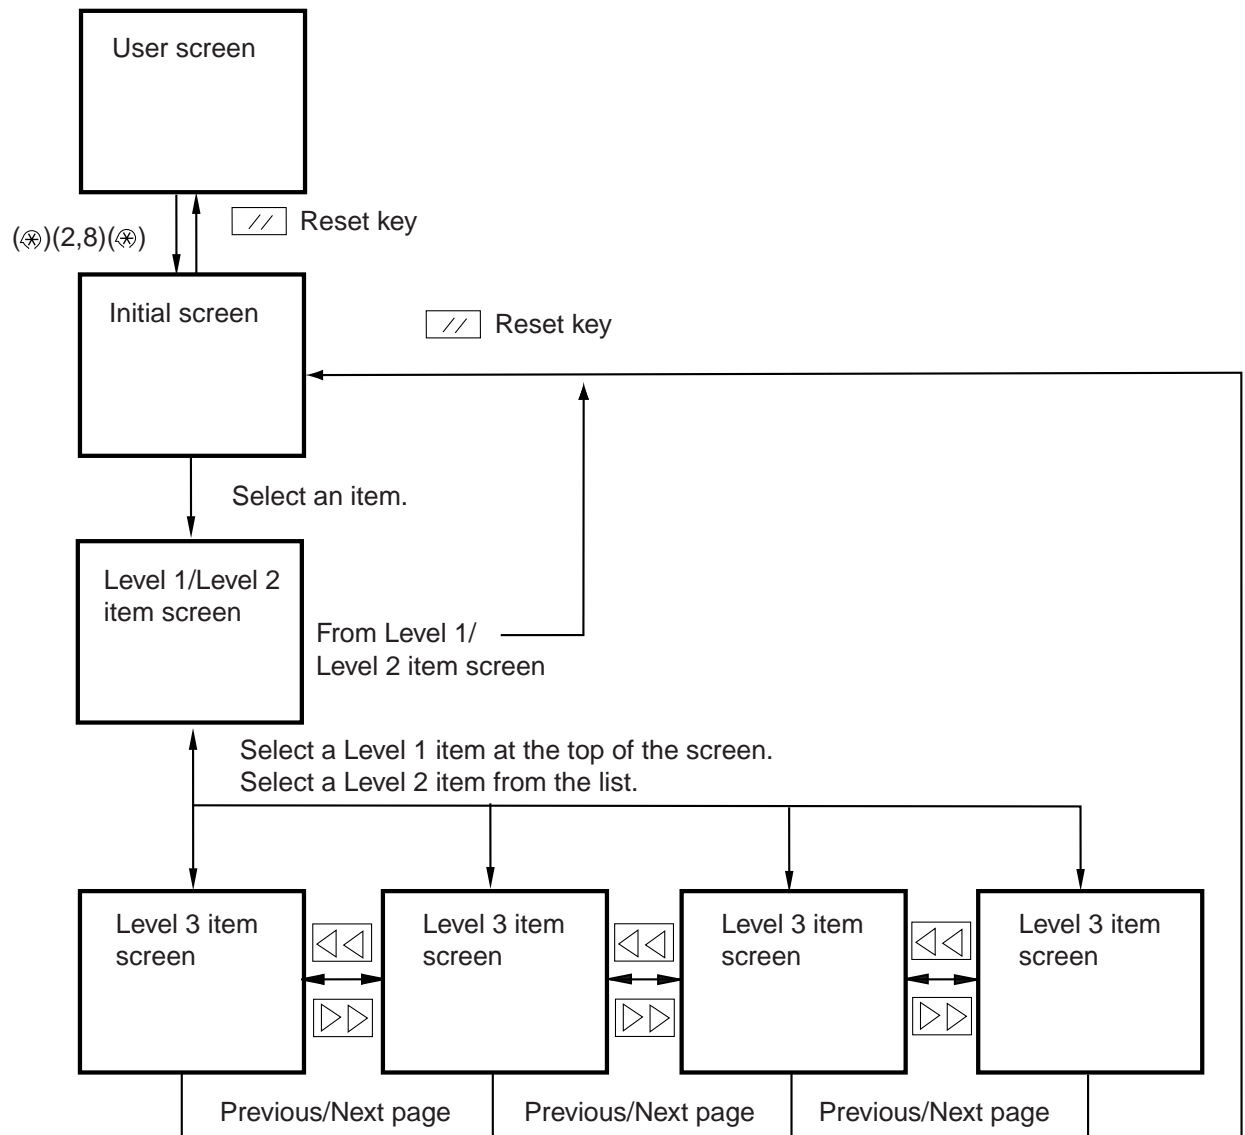 User screen
Reset key
(✳)(2,8)(✳)
Initial screen
Reset key
Select an item.
Level 1/Level 2
item screen
From Level 1/
Level 2 item screen
Select a Level 1 item at the top of the screen.
Select a Level 2 item from the list.
Level 3 item
screen
Level 3 item
screen
Level 3 item
screen
Level 3 item
screen
Previous/Next page
Previous/Next page
Previous/Next page